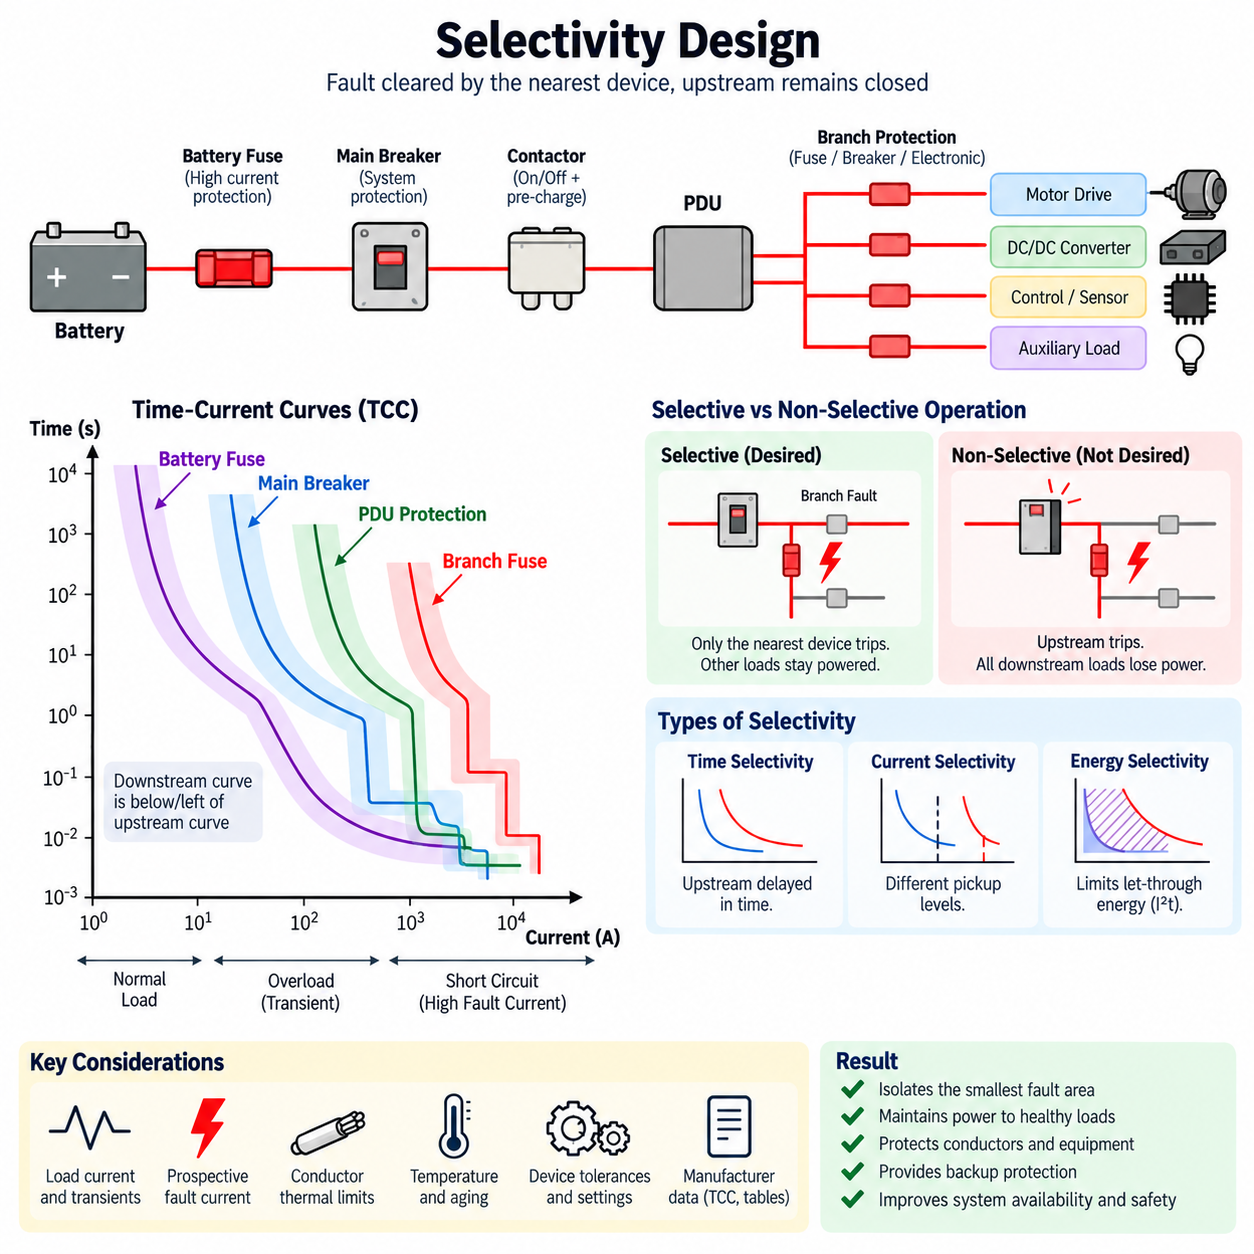 Selectivity Design
Fault cleared by the nearest device, upstream remains closed
Battery Fuse
(High current
protection)
Main Breaker
(System
protection)
Contactor
(On/Off +
pre-charge)
PDU
Branch Protection
(Fuse / Breaker / Electronic)
Motor Drive
DC/DC Converter
Control / Sensor
Auxiliary Load
+ −
Battery
Time-Current Curves (TCC)
Time (s)
10⁴
10³
10²
10¹
10⁰
10⁻¹
10⁻²
10⁻³
Battery Fuse
Main Breaker
PDU Protection
Branch Fuse
Downstream curve
is below/left of
upstream curve
10⁰ 10¹ 10² 10³ 10⁴
Current (A)
Normal
Load
Overload
(Transient)
Short Circuit
(High Fault Current)
Selective vs Non-Selective Operation
Selective (Desired)
Branch Fault
Only the nearest device trips.
Other loads stay powered.
Non-Selective (Not Desired)
Upstream trips.
All downstream loads lose power.
Types of Selectivity
Time Selectivity
Upstream delayed
in time.
Current Selectivity
Different pickup
levels.
Energy Selectivity
Limits let-through
energy (I²t).
Key Considerations
Load current
and transients
Prospective
fault current
Conductor
thermal limits
Temperature
and aging
Device tolerances
and settings
Manufacturer
data (TCC, tables)
Result
Isolates the smallest fault area
Maintains power to healthy loads
Protects conductors and equipment
Provides backup protection
Improves system availability and safety